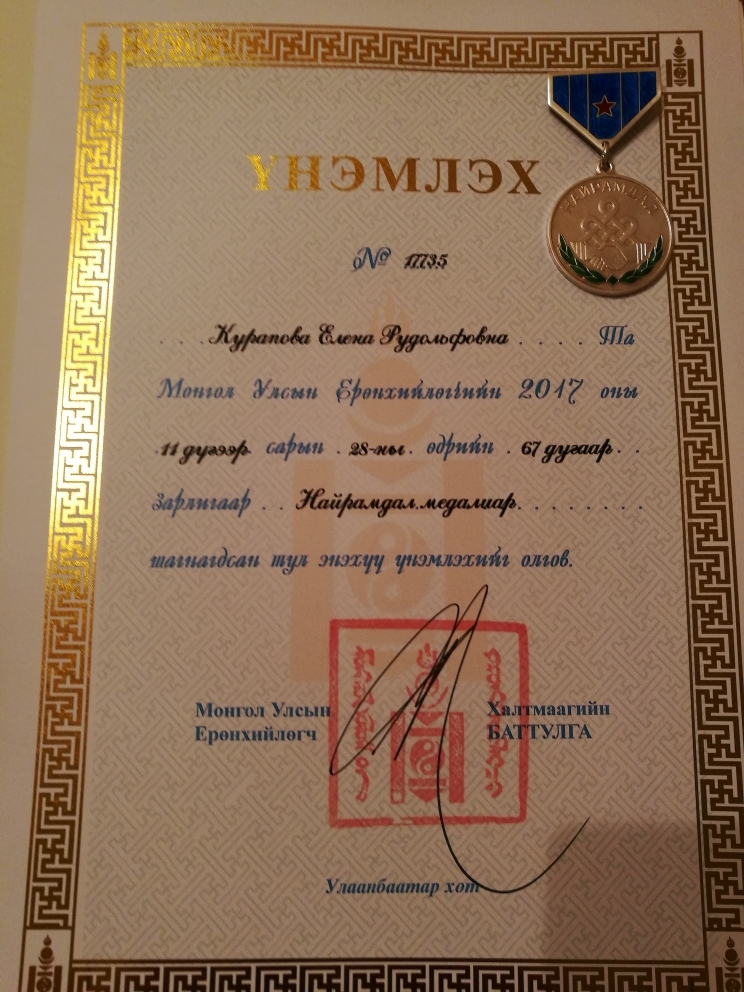 НАЙРАМДАЛ
ҮНЭМЛЭХ
№ 17735
. . . Курапова Елена Рудольфовна . . . . Та
Монгол Улсын Ерөнхийлөгчийн 2017 оны
.11 дүгээр. сарын . 28-ны. өдрийн . 67 дугаар. .
Зарлигаар . . Найрамдал медалиар. . . . . . . .
шагнагдсан тул энэхүү үнэмлэхийг олгов.
Монгол Улсын
Ерөнхийлөгч
Халтмаагийн
БАТТУЛГА
Улаанбаатар хот